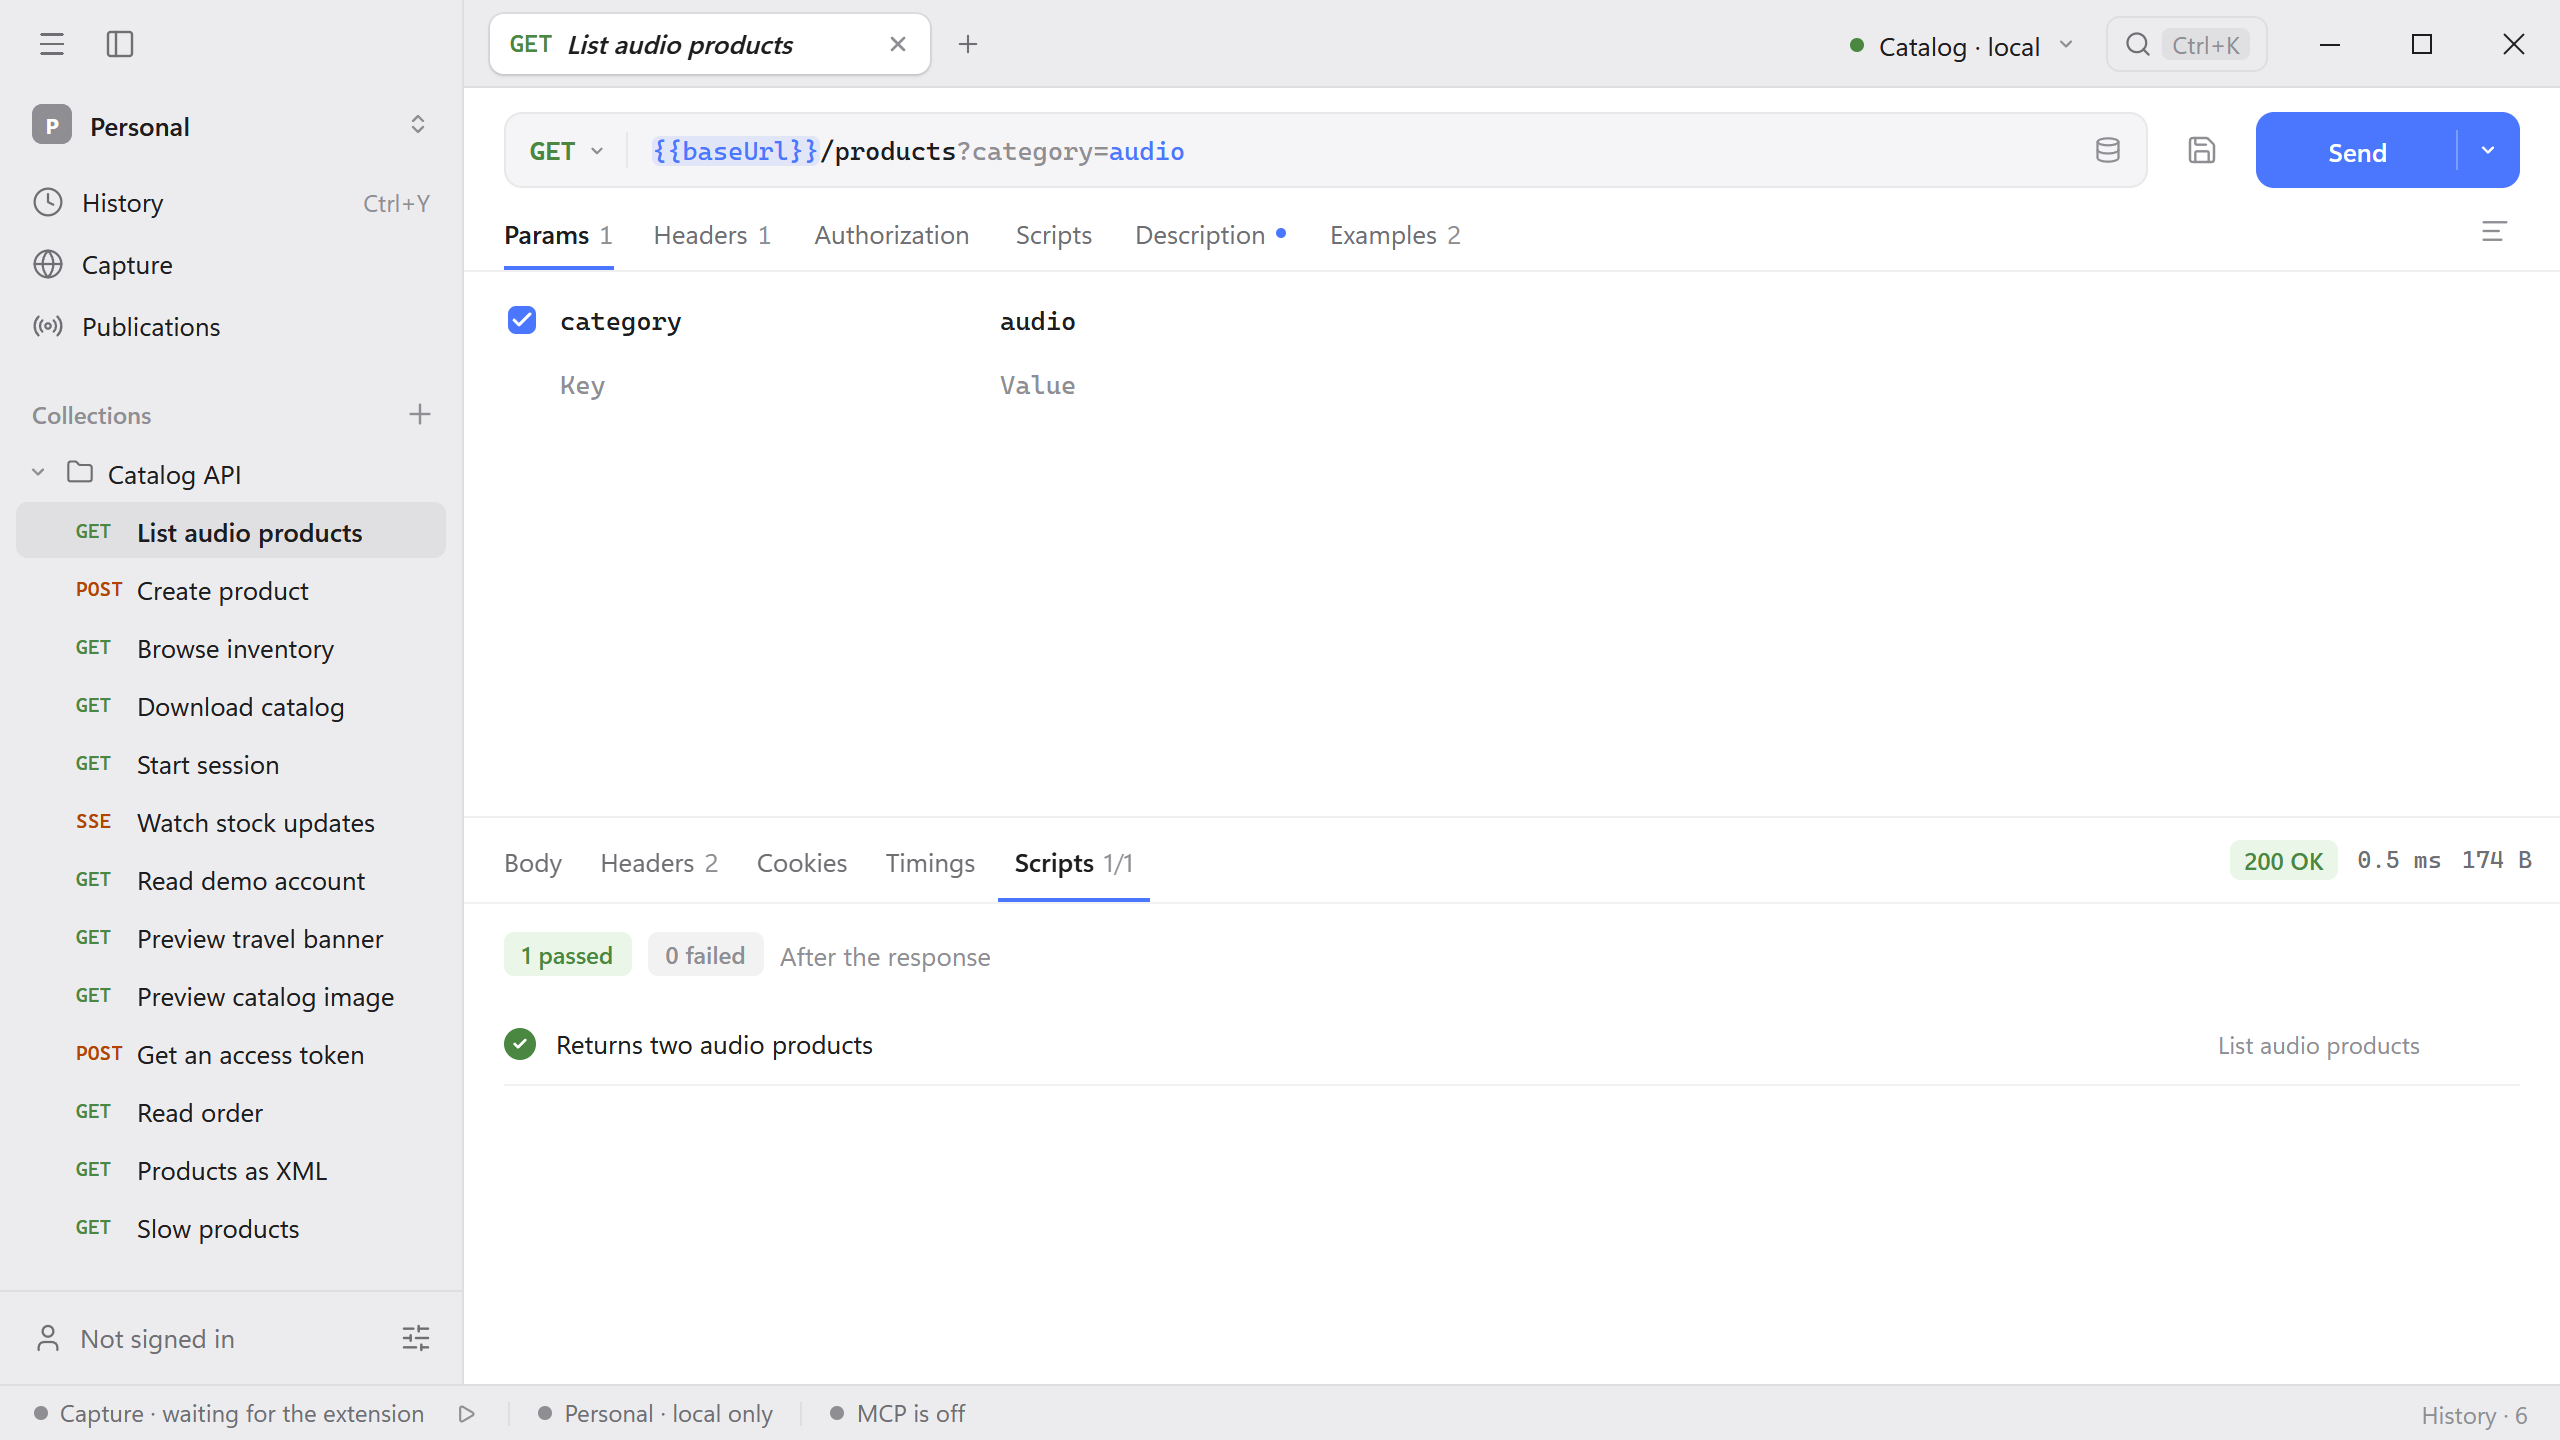 GET List audio products
Catalog · local
Ctrl+K
P Personal
History Ctrl+Y
Capture
Publications
Collections
Catalog API
GET List audio products
POST Create product
GET Browse inventory
GET Download catalog
GET Start session
SSE Watch stock updates
GET Read demo account
GET Preview travel banner
GET Preview catalog image
POST Get an access token
GET Read order
GET Products as XML
GET Slow products
Not signed in
GET {{baseUrl}}/products?category=audio
Send
Params 1 Headers 1 Authorization Scripts Description Examples 2
category audio
Key Value
Body Headers 2 Cookies Timings Scripts 1/1
200 OK 0.5 ms 174 B
1 passed 0 failed After the response
Returns two audio products List audio products
Capture · waiting for the extension Personal · local only MCP is off History · 6